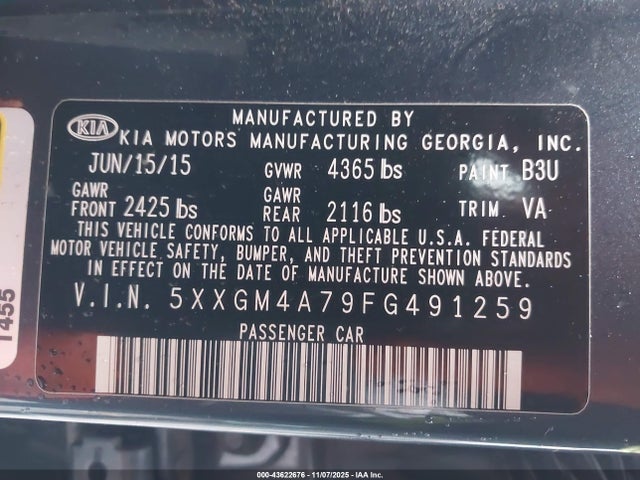 MANUFACTURED BY
KIA KIA MOTORS MANUFACTURING GEORGIA, INC.
JUN/15/15 GVWR 4365 lbs PAINT B3U
GAWR FRONT 2425 lbs GAWR REAR 2116 lbs TRIM VA
THIS VEHICLE CONFORMS TO ALL APPLICABLE U.S.A. FEDERAL
MOTOR VEHICLE SAFETY, BUMPER, AND THEFT PREVENTION STANDARDS
IN EFFECT ON THE DATE OF MANUFACTURE SHOWN ABOVE.
V.I.N. 5XXGM4A79FG491259
PASSENGER CAR
1455
000-43622676 - 11/07/2025 - IAA Inc.